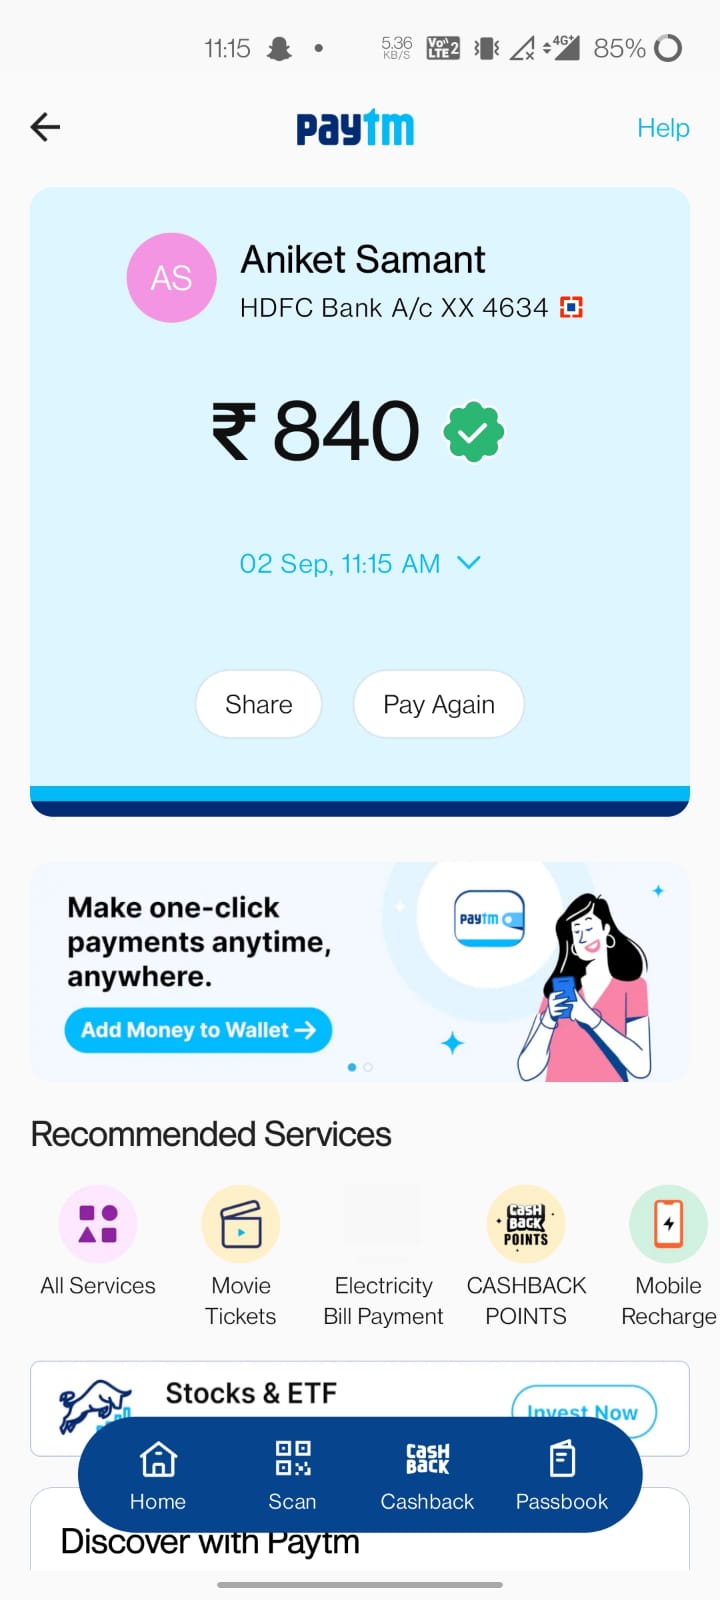 11:15
5.36
KB/S
Vo))
LTE 2
4G+
85%
paytm
Help
AS
Aniket Samant
HDFC Bank A/c XX 4634
₹ 840
02 Sep, 11:15 AM
Share
Pay Again
Make one-click
payments anytime,
anywhere.
Add Money to Wallet →
paytm
Recommended Services
CASH
BACK
POINTS
All Services
Movie
Tickets
Electricity
Bill Payment
CASHBACK
POINTS
Mobile
Recharge
Stocks & ETF
Invest Now
CASH
BACK
Home
Scan
Cashback
Passbook
Discover with Paytm